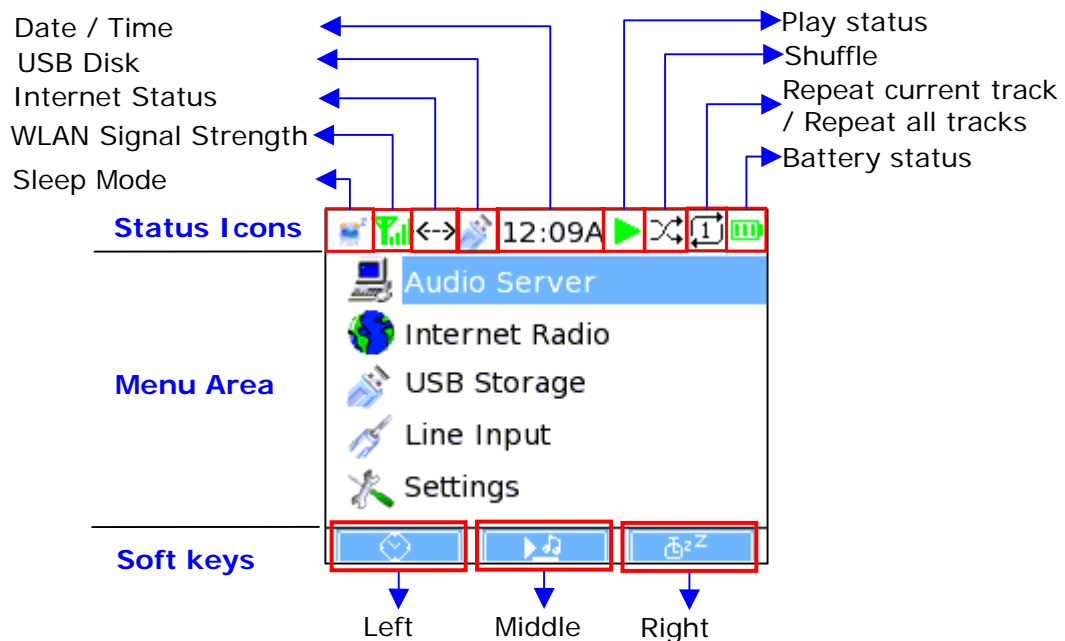 Date / Time
USB Disk
Internet Status
WLAN Signal Strength
Sleep Mode
Play status
Shuffle
Repeat current track
/ Repeat all tracks
Battery status
Status Icons
12:09A
1
Menu Area
Audio Server
Internet Radio
USB Storage
Line Input
Settings
Soft keys
zZ
Left
Middle
Right